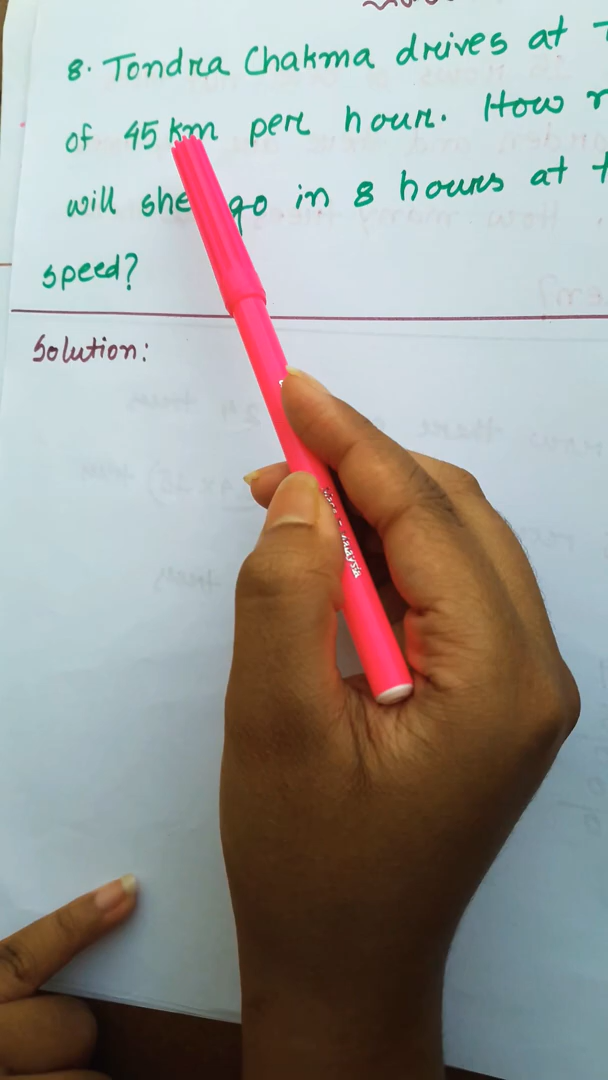 8. Tondra Chakma drives at
of 45 km per hour. How
will she go in 8 hours at
speed?
Solution: